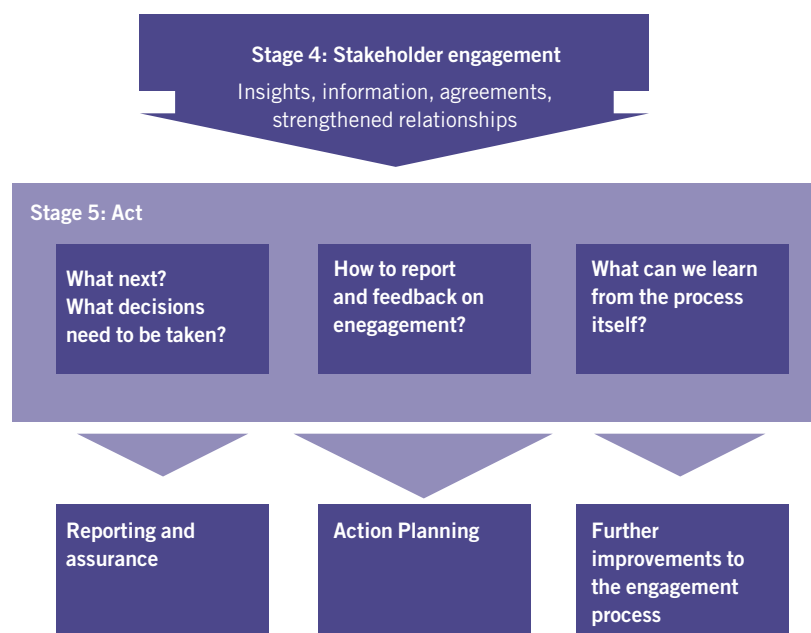 Stage 4: Stakeholder engagement
Insights, information, agreements,
strengthened relationships
Stage 5: Act
What next?
What decisions
need to be taken?
How to report
and feedback on
enegagement?
What can we learn
from the process
itself?
Reporting and
assurance
Action Planning
Further
improvements to
the engagement
process